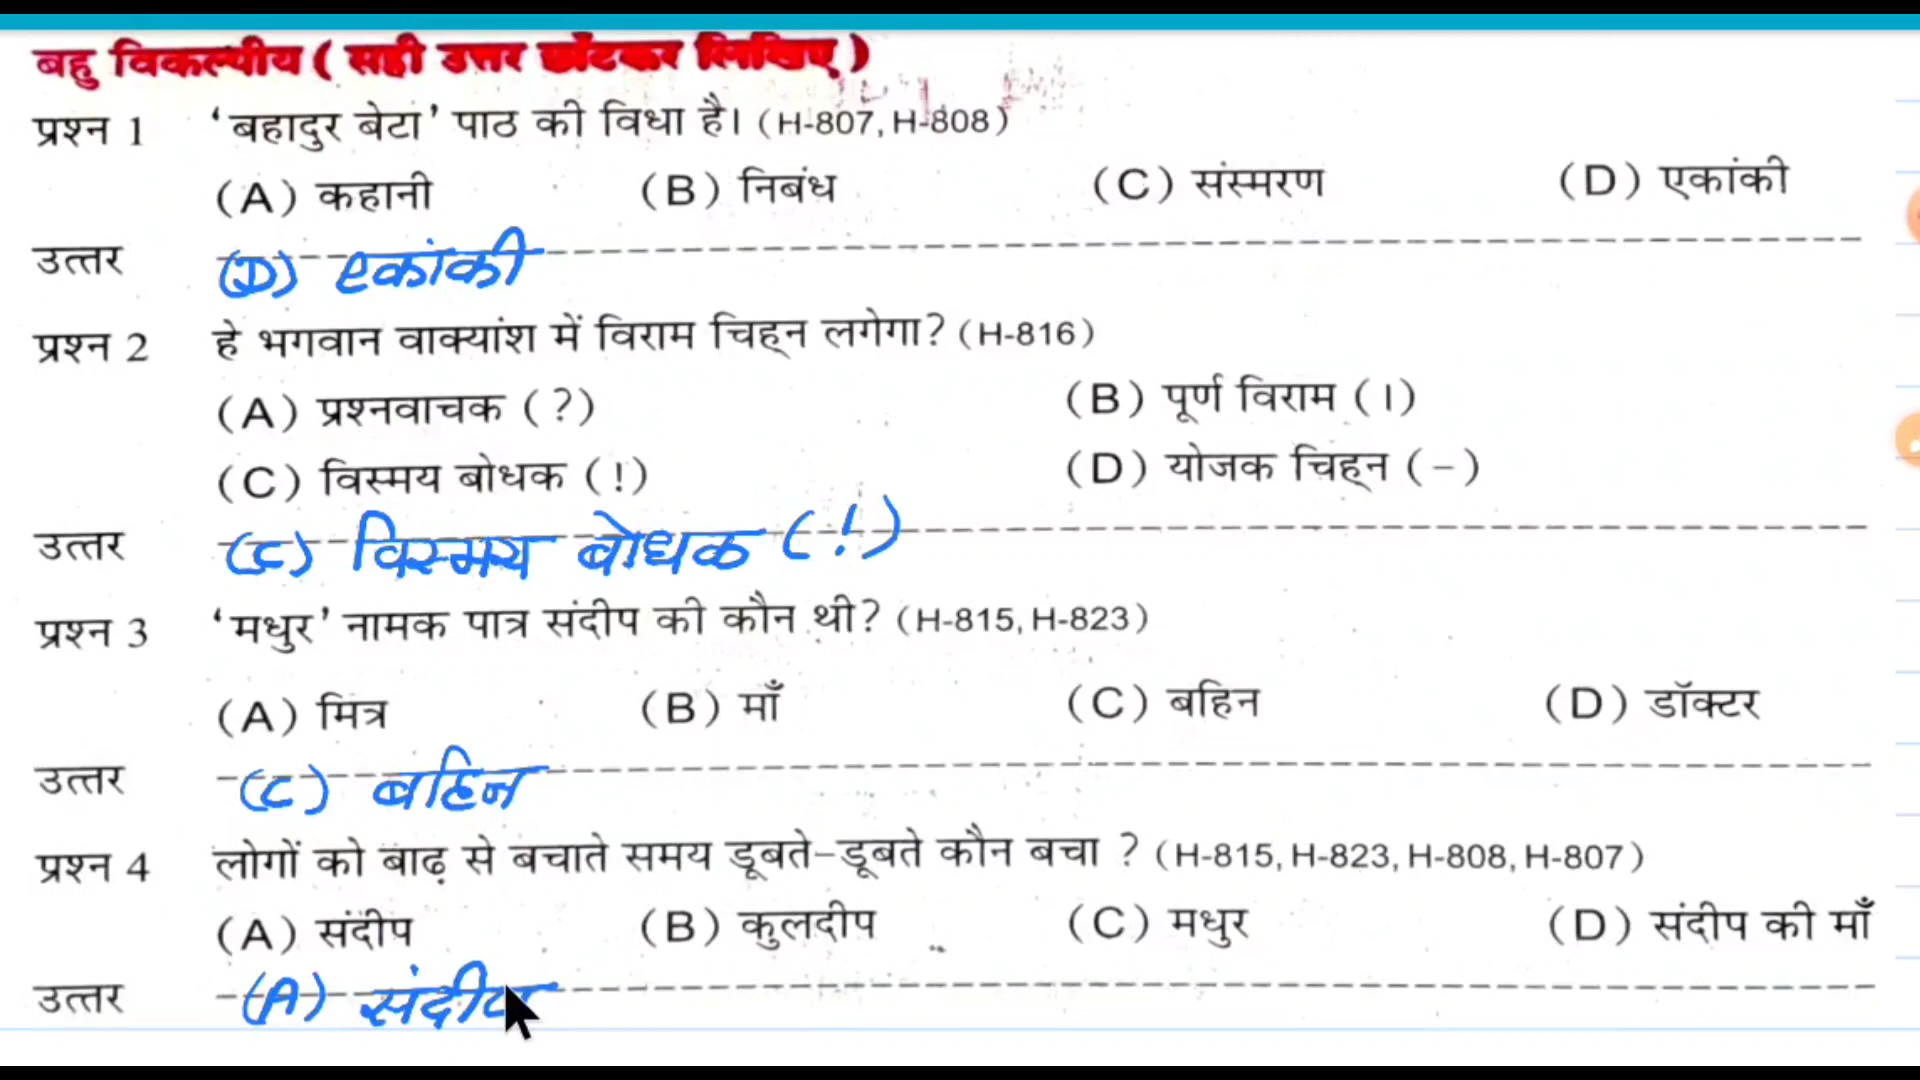 बहु विकल्पीय ( सही उत्तर छाँटकर लिखिए )
प्रश्न 1 ‘बहादुर बेटा’ पाठ की विधा है। (H-807, H-808)
(A) कहानी (B) निबंध (C) संस्मरण (D) एकांकी
उत्तर (D) एकांकी
प्रश्न 2 हे भगवान वाक्यांश में विराम चिह्न लगेगा? (H-816)
(A) प्रश्नवाचक (?) (B) पूर्ण विराम (।)
(C) विस्मय बोधक (!) (D) योजक चिह्न (-)
उत्तर (C) विस्मय बोधक (!)
प्रश्न 3 ‘मधुर’ नामक पात्र संदीप की कौन थी? (H-815, H-823)
(A) मित्र (B) माँ (C) बहिन (D) डॉक्टर
उत्तर (C) बहिन
प्रश्न 4 लोगों को बाढ़ से बचाते समय डूबते-डूबते कौन बचा ? (H-815, H-823, H-808, H-807)
(A) संदीप (B) कुलदीप (C) मधुर (D) संदीप की माँ
उत्तर (A) संदीप